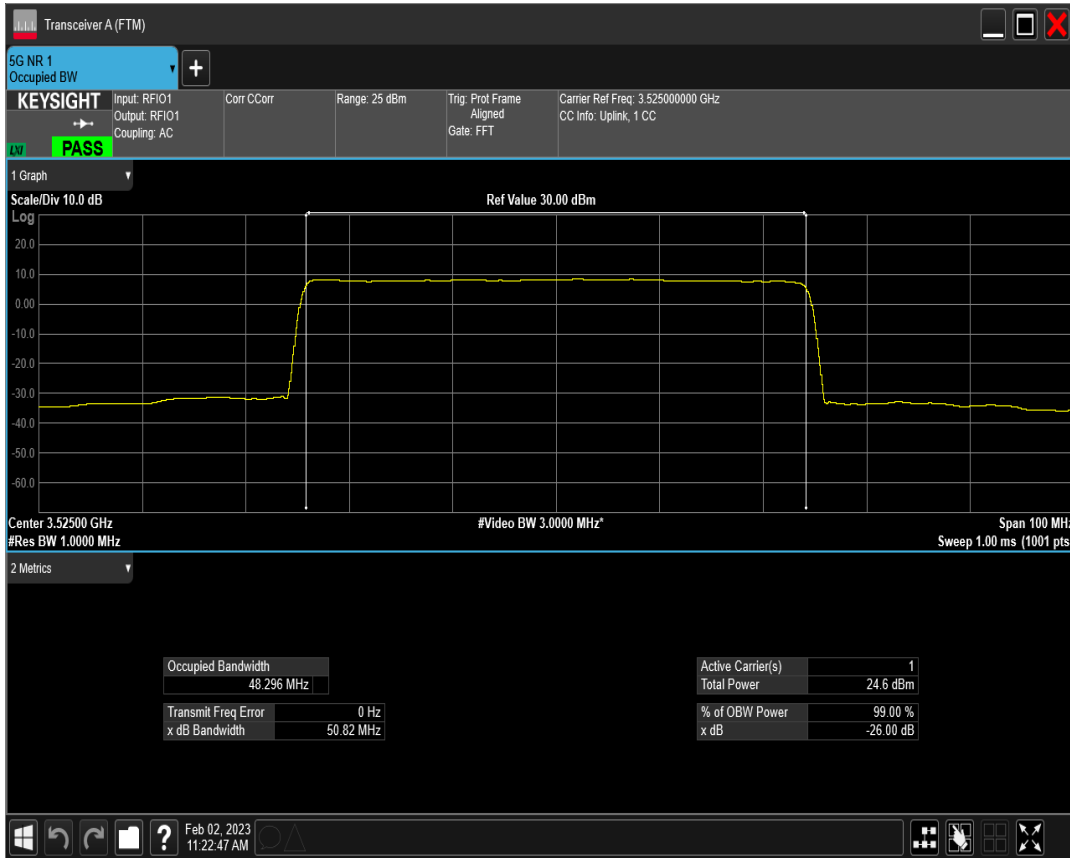 Transceiver A (FTM)
5G NR 1
Occupied BW
+
KEYSIGHT
Input: RFIO1
Output: RFIO1
Coupling: AC
Corr CCorr
Range: 25 dBm
Trig: Prot Frame
Aligned
Gate: FFT
Carrier Ref Freq: 3.525000000 GHz
CC Info: Uplink, 1 CC
LXI
PASS
1 Graph
Scale/Div 10.0 dB
Ref Value 30.00 dBm
Log
20.0
10.0
0.00
-10.0
-20.0
-30.0
-40.0
-50.0
-60.0
Center 3.52500 GHz
#Video BW 3.0000 MHz*
Span 100 MHz
#Res BW 1.0000 MHz
Sweep 1.00 ms (1001 pts
2 Metrics
Occupied Bandwidth
48.296 MHz
Transmit Freq Error 0 Hz
x dB Bandwidth 50.82 MHz
Active Carrier(s) 1
Total Power 24.6 dBm
% of OBW Power 99.00 %
x dB -26.00 dB
?
Feb 02, 2023
11:22:47 AM